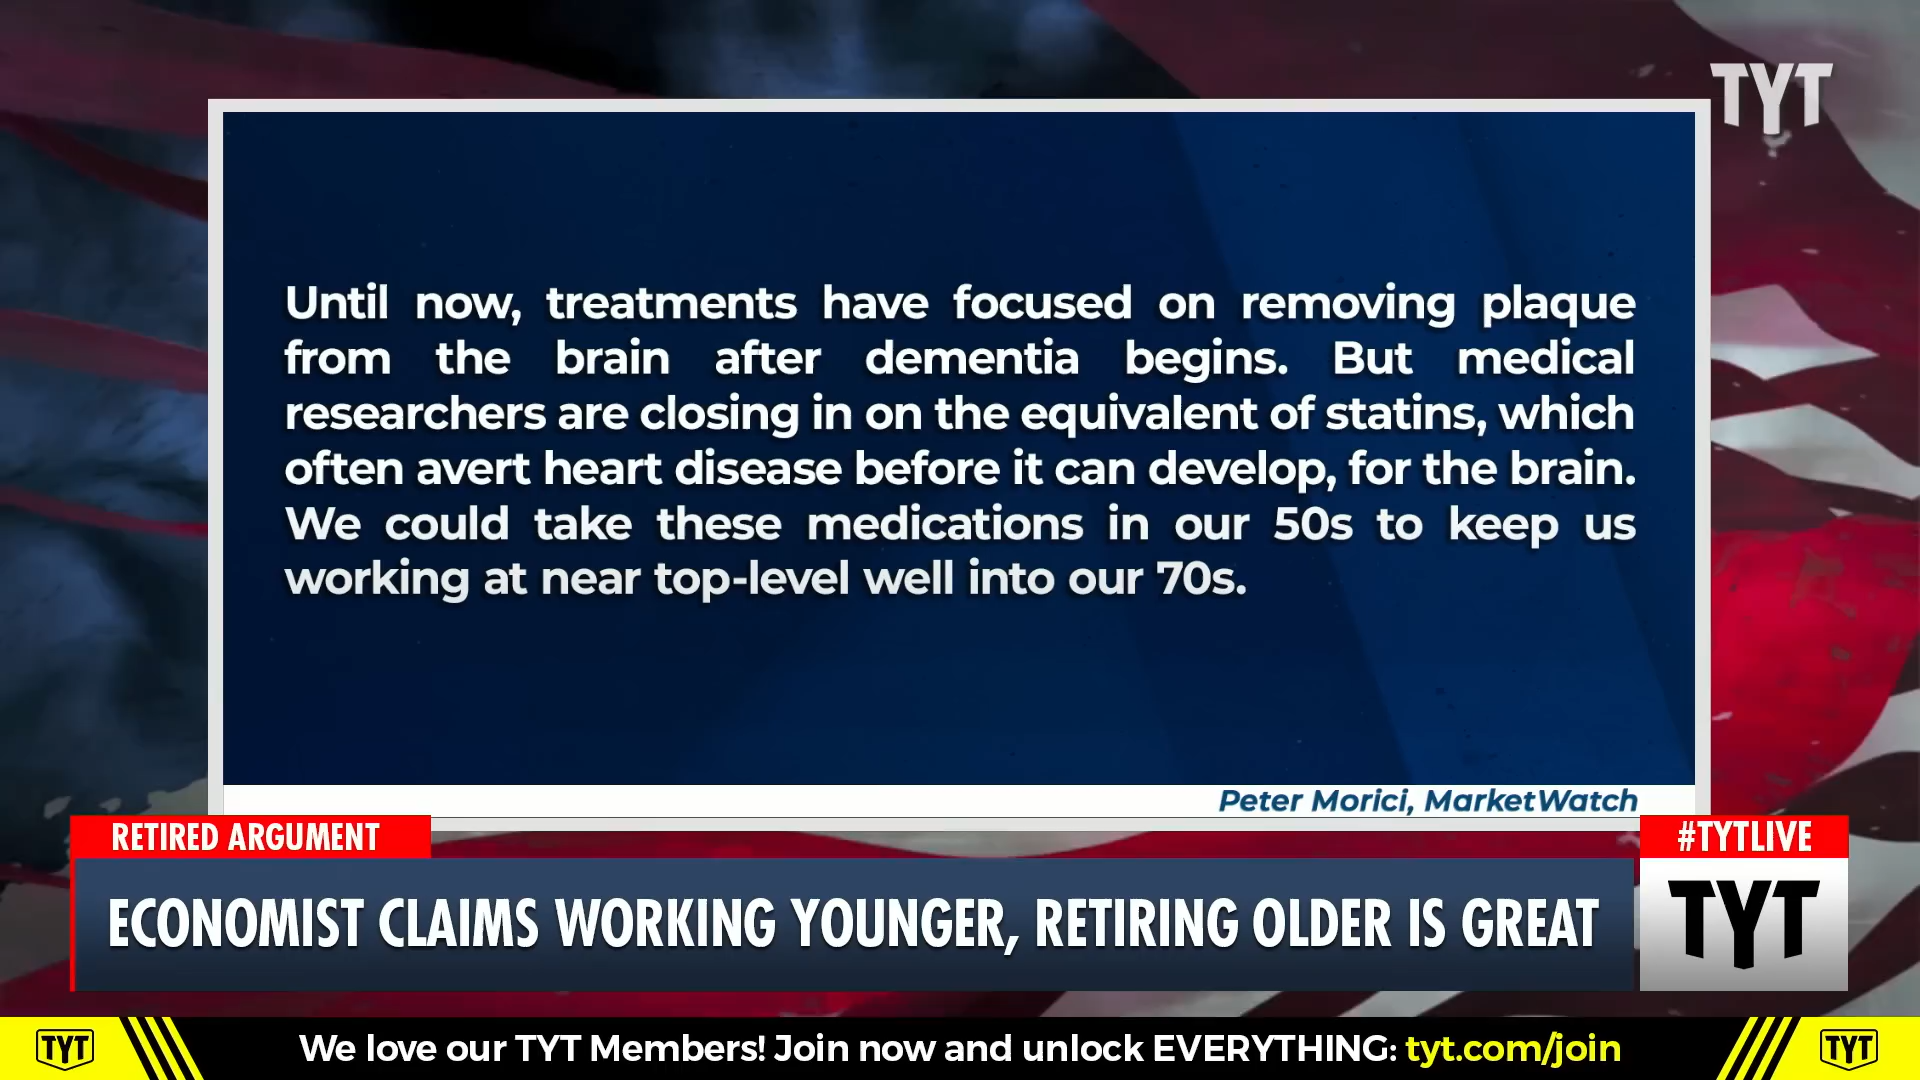 TYT
Until now, treatments have focused on removing plaque
from the brain after dementia begins. But medical
researchers are closing in on the equivalent of statins, which
often avert heart disease before it can develop, for the brain.
We could take these medications in our 50s to keep us
working at near top-level well into our 70s.
Peter Morici, MarketWatch
RETIRED ARGUMENT
#TYTLIVE
ECONOMIST CLAIMS WORKING YOUNGER, RETIRING OLDER IS GREAT
TYT
TYT
We love our TYT Members! Join now and unlock EVERYTHING: tyt.com/join
TYT